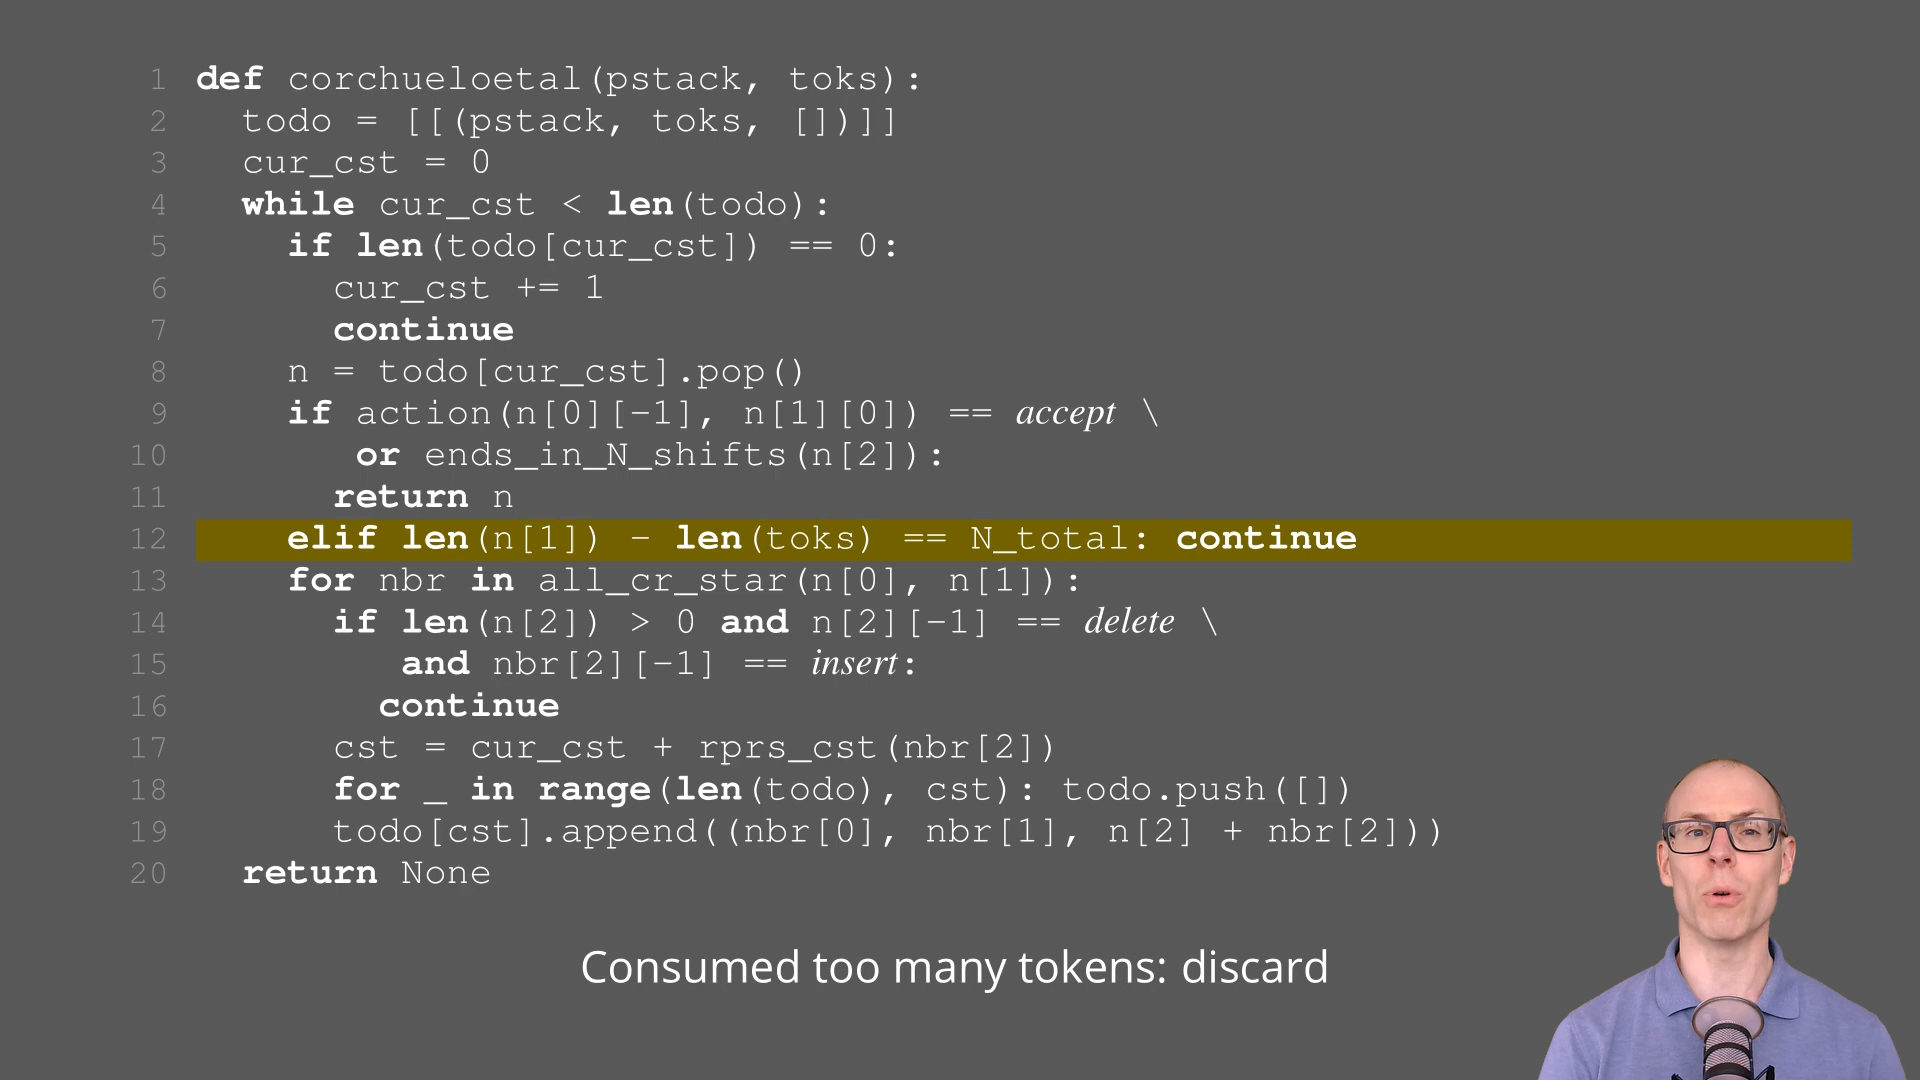 1 def corchueloetal(pstack, toks):
2 todo = [[(pstack, toks, [])]]
3 cur_cst = 0
4 while cur_cst < len(todo):
5 if len(todo[cur_cst]) == 0:
6 cur_cst += 1
7 continue
8 n = todo[cur_cst].pop()
9 if action(n[0][-1], n[1][0]) == accept \
10 or ends_in_N_shifts(n[2]):
11 return n
12 elif len(n[1]) - len(toks) == N_total: continue
13 for nbr in all_cr_star(n[0], n[1]):
14 if len(n[2]) > 0 and n[2][-1] == delete \
15 and nbr[2][-1] == insert:
16 continue
17 cst = cur_cst + rprs_cst(nbr[2])
18 for _ in range(len(todo), cst): todo.push([])
19 todo[cst].append((nbr[0], nbr[1], n[2] + nbr[2]))
20 return None
Consumed too many tokens: discard